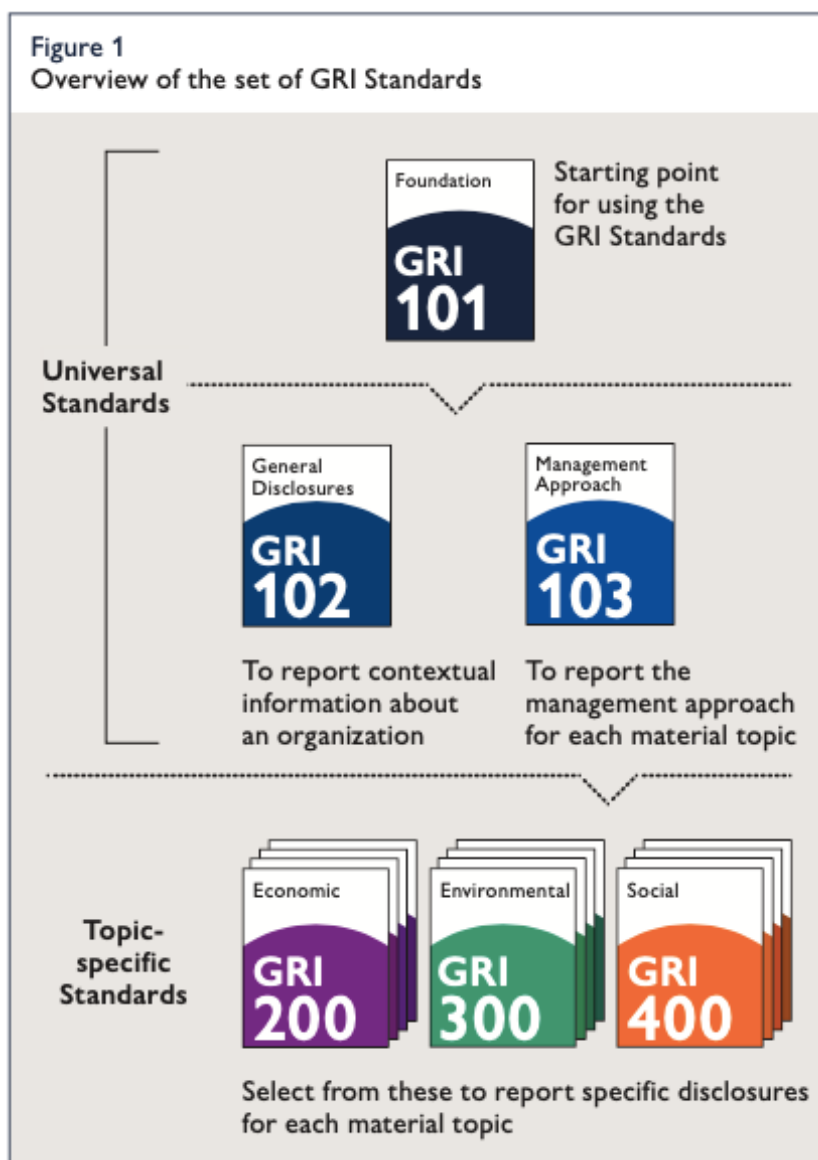 Figure 1
Overview of the set of GRI Standards
Foundation
GRI
101
Starting point
for using the
GRI Standards
Universal
Standards
General
Disclosures
GRI
102
To report contextual
information about
an organization
Management
Approach
GRI
103
To report the
management approach
for each material topic
Topic-
specific
Standards
Economic
GRI
200
Environmental
GRI
300
Social
GRI
400
Select from these to report specific disclosures
for each material topic